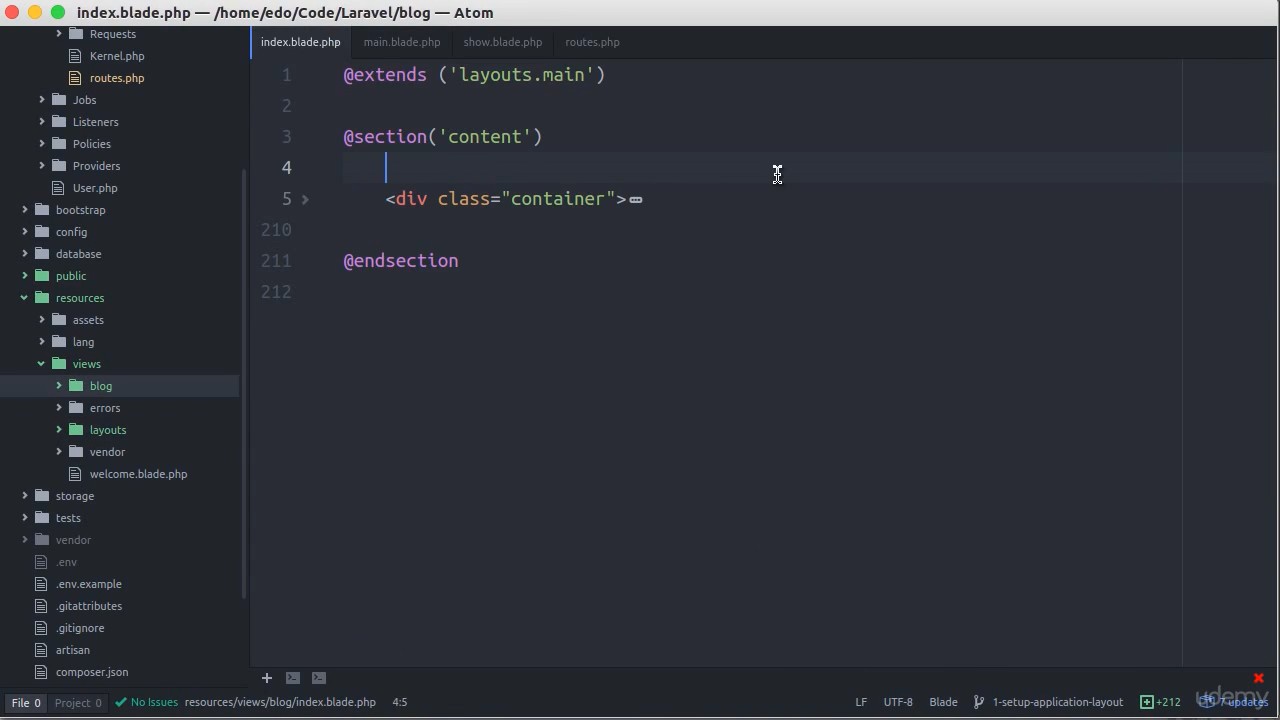 index.blade.php — /home/edo/Code/Laravel/blog — Atom
Requests
Kernel.php
routes.php
Jobs
Listeners
Policies
Providers
User.php
bootstrap
config
database
public
resources
assets
lang
views
blog
errors
layouts
vendor
welcome.blade.php
storage
tests
vendor
.env
.env.example
.gitattributes
.gitignore
artisan
composer.json
index.blade.php main.blade.php show.blade.php routes.php
1 @extends ('layouts.main')
2
3 @section('content')
4
5 <div class="container">
210
211 @endsection
212
File 0 Project 0 No Issues resources/views/blog/index.blade.php 4:5 LF UTF-8 Blade 1-setup-application-layout +212 7 updates
udemy